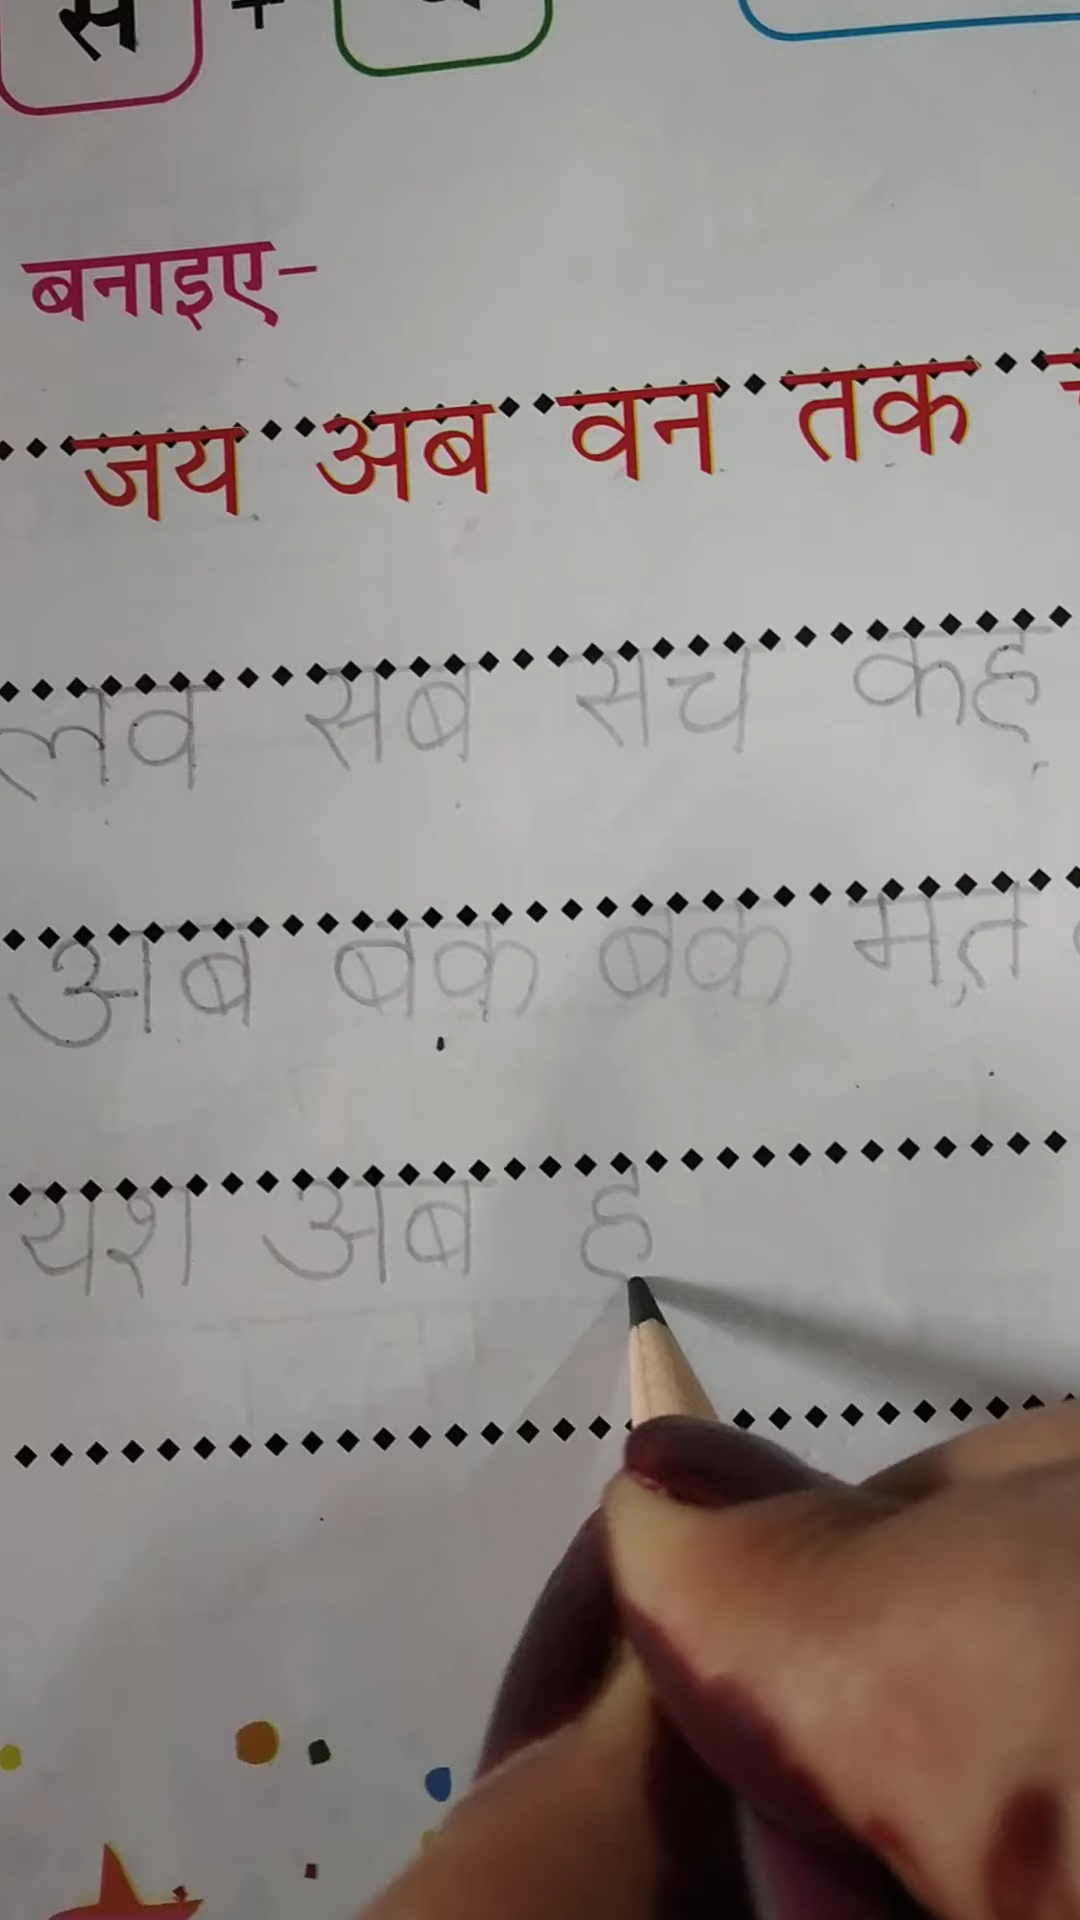 स +
बनाइए-
जय अब वन तक
लव सब सच कह
अब बक बक मत
यश अब ह